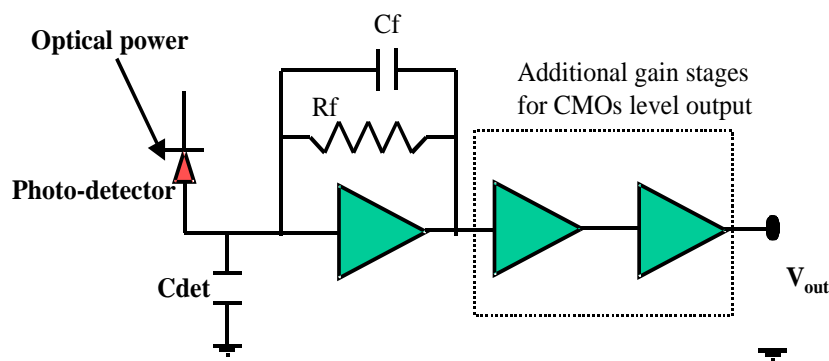 Optical power
Cf
Additional gain stages
for CMOs level output
Rf
Photo-detector
Cdet
Vout